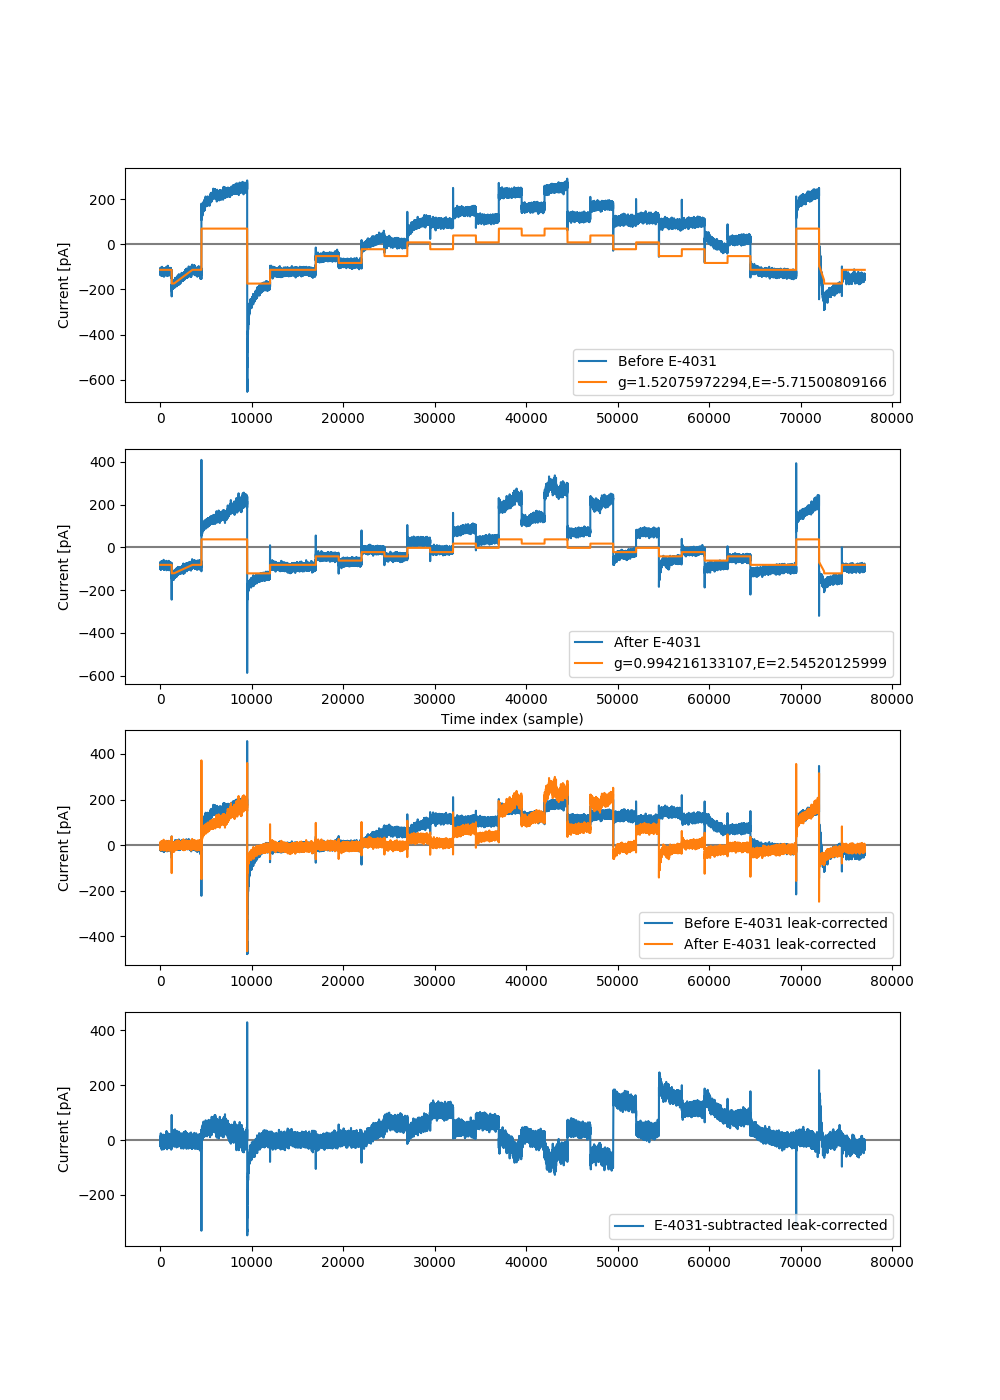 200
0
−200
−400
−600
Current [pA]
Before E-4031
g=1.52075972294,E=-5.71500809166
0 10000 20000 30000 40000 50000 60000 70000 80000
400
200
0
−200
−400
−600
Current [pA]
After E-4031
g=0.994216133107,E=2.54520125999
0 10000 20000 30000 40000 50000 60000 70000 80000
Time index (sample)
400
200
0
−200
−400
Current [pA]
Before E-4031 leak-corrected
After E-4031 leak-corrected
0 10000 20000 30000 40000 50000 60000 70000 80000
400
200
0
−200
Current [pA]
E-4031-subtracted leak-corrected
0 10000 20000 30000 40000 50000 60000 70000 80000